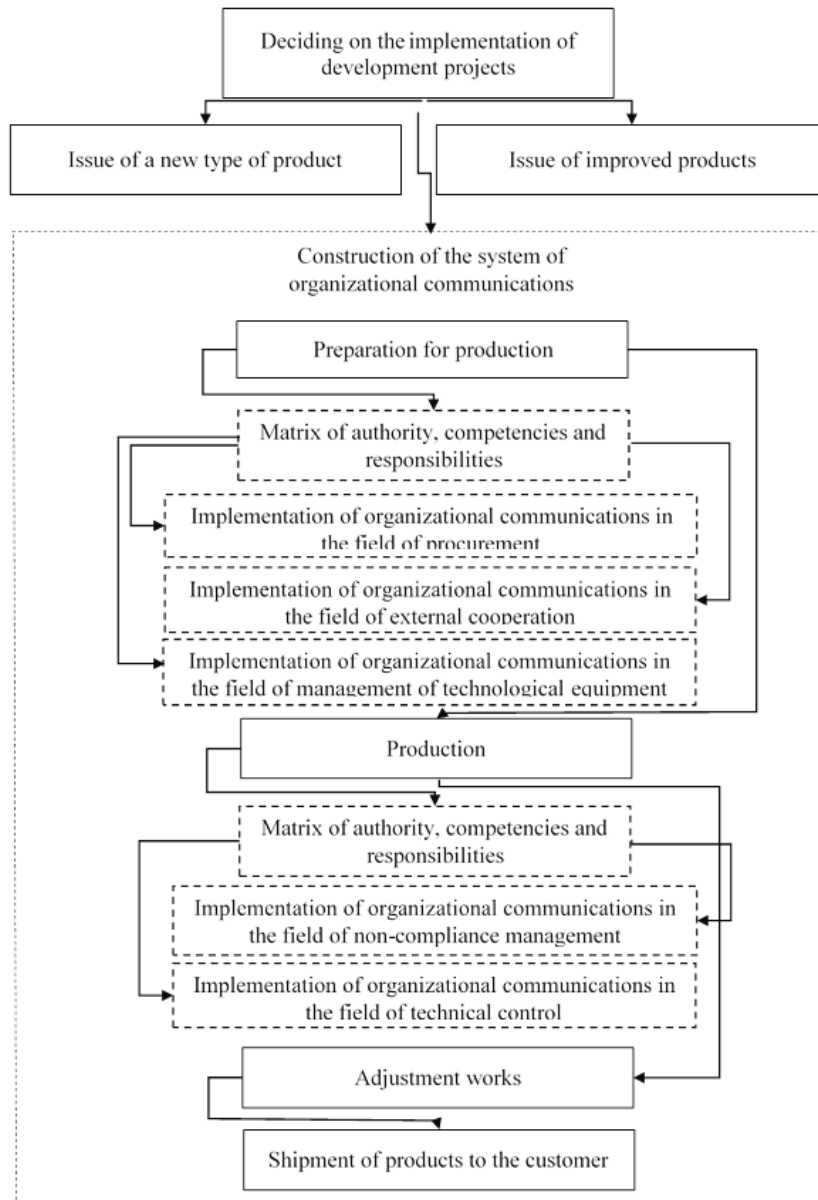 Deciding on the implementation of
development projects
Issue of a new type of product
Issue of improved products
Construction of the system of
organizational communications
Preparation for production
Matrix of authority, competencies and
responsibilities
Implementation of organizational communications in
the field of procurement
Implementation of organizational communications in
the field of external cooperation
Implementation of organizational communications in
the field of management of technological equipment
Production
Matrix of authority, competencies and
responsibilities
Implementation of organizational communications in
the field of non-compliance management
Implementation of organizational communications in
the field of technical control
Adjustment works
Shipment of products to the customer